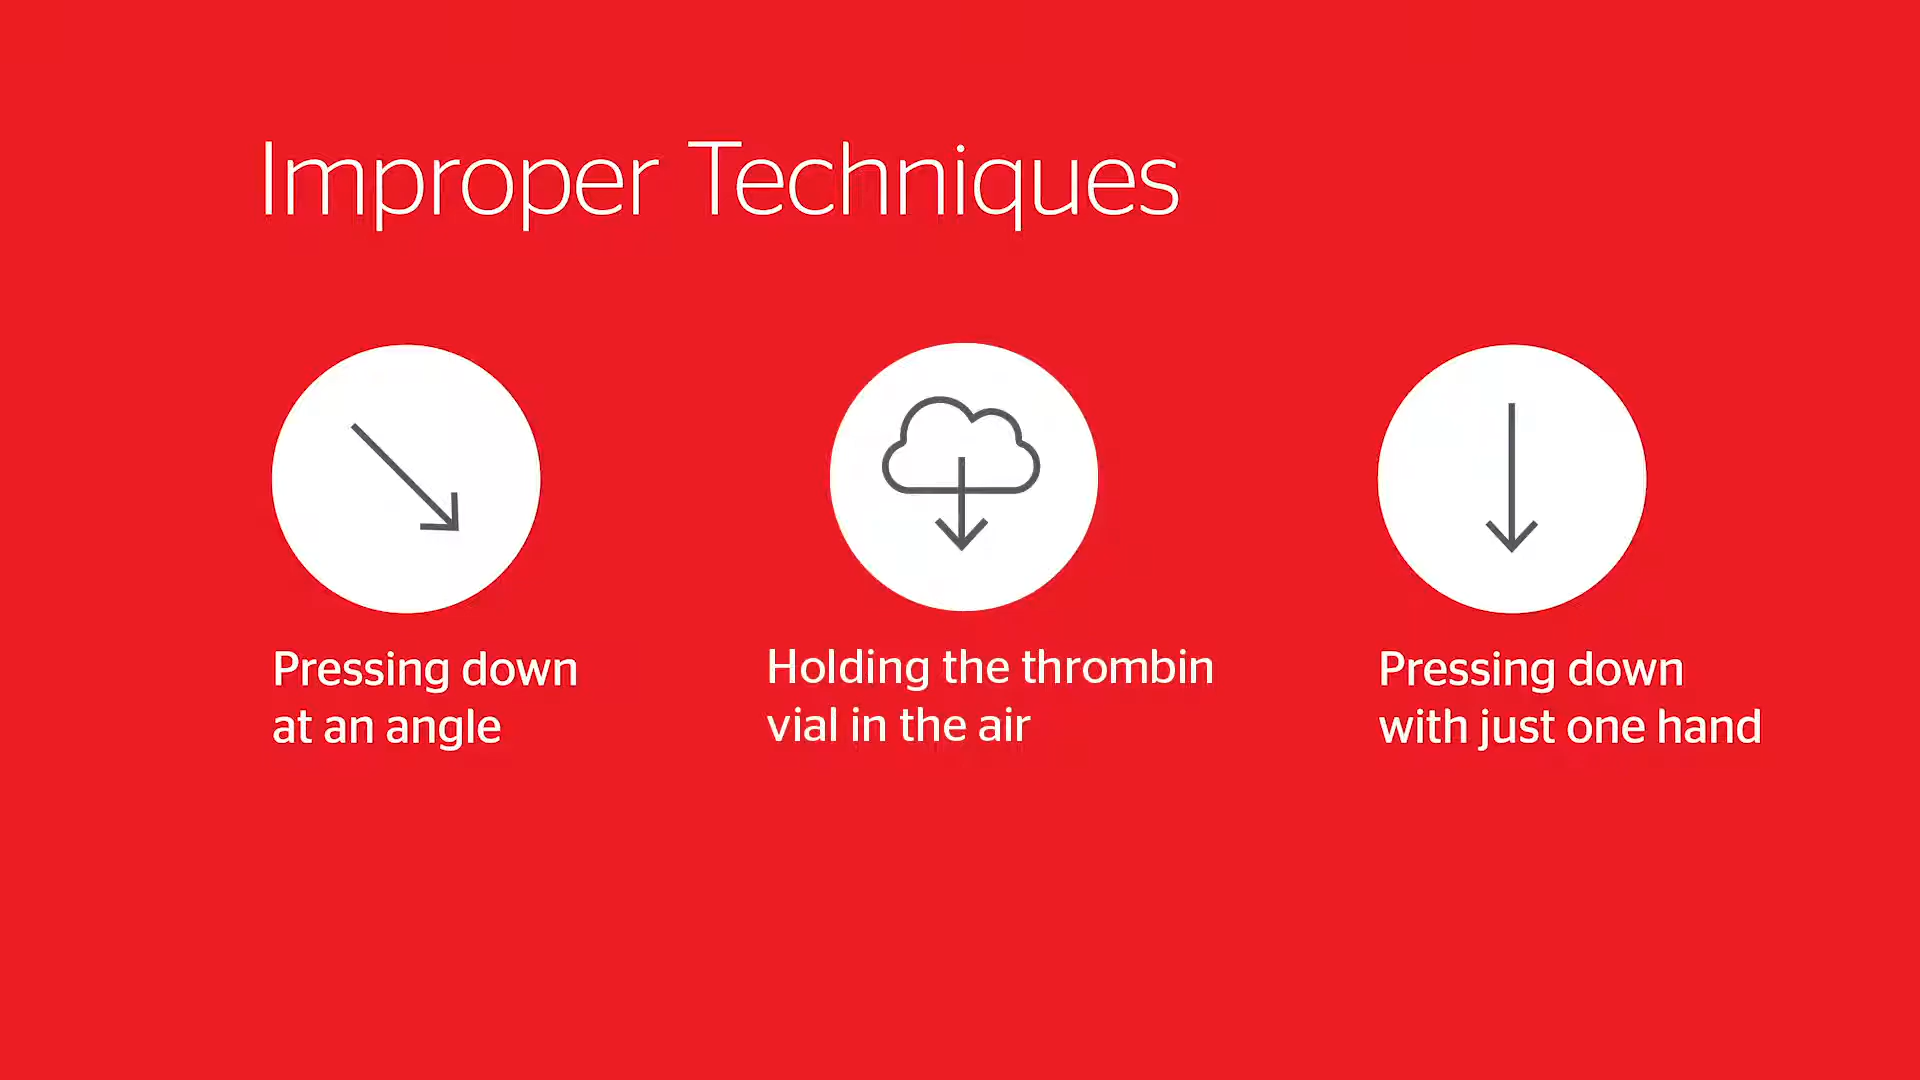 Improper Techniques
Pressing down
at an angle
Holding the thrombin
vial in the air
Pressing down
with just one hand